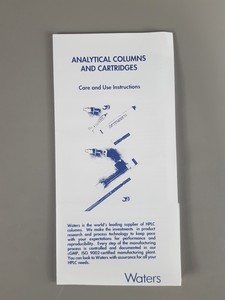 ANALYTICAL COLUMNS
AND CARTRIDGES
Care and Use Instructions
Waters is the world's leading supplier of HPLC
columns. We make the investments in product
research and process technology to keep pace
with your expectations for performance and
reproducibility. Every step of the manufacturing
process is controlled and documented in our
cGMP, ISO 9002-certified manufacturing plant.
You can look to Waters with assurance for all your
HPLC needs.
Waters